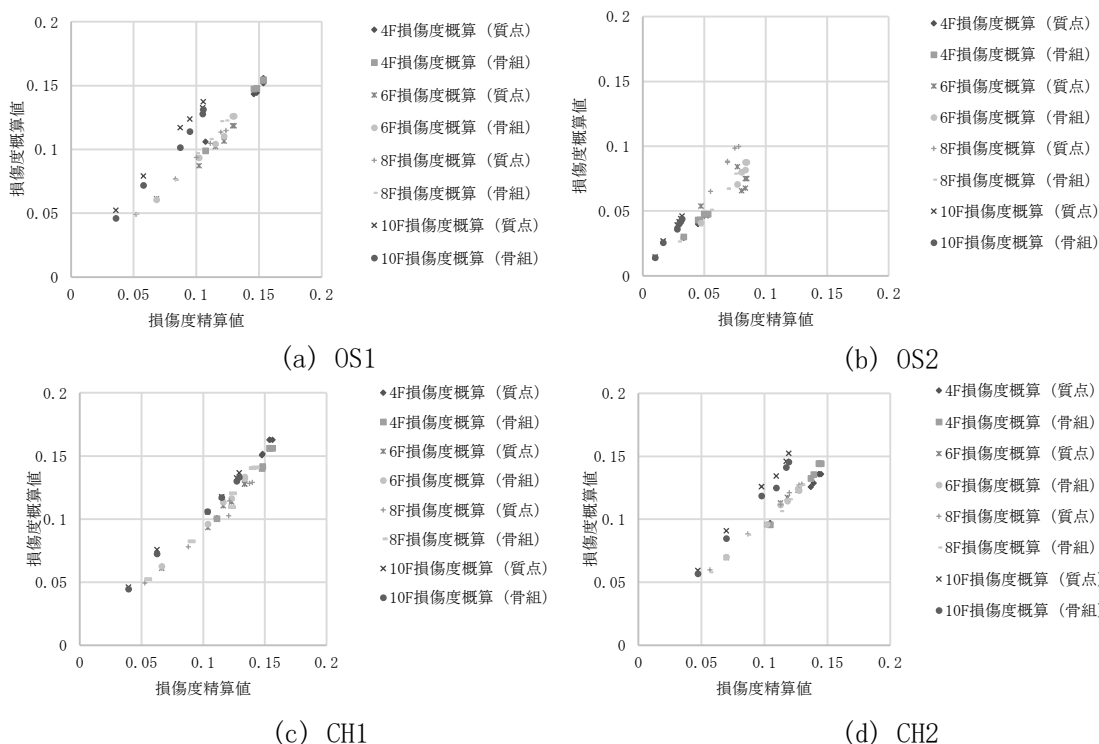 0.2
0.15
0.1
0.05
0
損傷度概算値
0 0.05 0.1 0.15 0.2
損傷度精算値
4F損傷度概算（質点）
4F損傷度概算（骨組）
6F損傷度概算（質点）
6F損傷度概算（骨組）
8F損傷度概算（質点）
8F損傷度概算（骨組）
10F損傷度概算（質点）
10F損傷度概算（骨組）
(a) OS1
0.2
0.15
0.1
0.05
0
損傷度概算値
0 0.05 0.1 0.15 0.2
損傷度精算値
4F損傷度概算（質点）
4F損傷度概算（骨組）
6F損傷度概算（質点）
6F損傷度概算（骨組）
8F損傷度概算（質点）
8F損傷度概算（骨組）
10F損傷度概算（質点）
10F損傷度概算（骨組）
(b) OS2
0.2
0.15
0.1
0.05
0
損傷度概算値
0 0.05 0.1 0.15 0.2
損傷度精算値
4F損傷度概算（質点）
4F損傷度概算（骨組）
6F損傷度概算（質点）
6F損傷度概算（骨組）
8F損傷度概算（質点）
8F損傷度概算（骨組）
10F損傷度概算（質点）
10F損傷度概算（骨組）
(c) CH1
0.2
0.15
0.1
0.05
0
損傷度概算値
0 0.05 0.1 0.15 0.2
損傷度精算値
4F損傷度概算（質点）
4F損傷度概算（骨組）
6F損傷度概算（質点）
6F損傷度概算（骨組）
8F損傷度概算（質点）
8F損傷度概算（骨組）
10F損傷度概算（質点）
10F損傷度概算（骨組）
(d) CH2